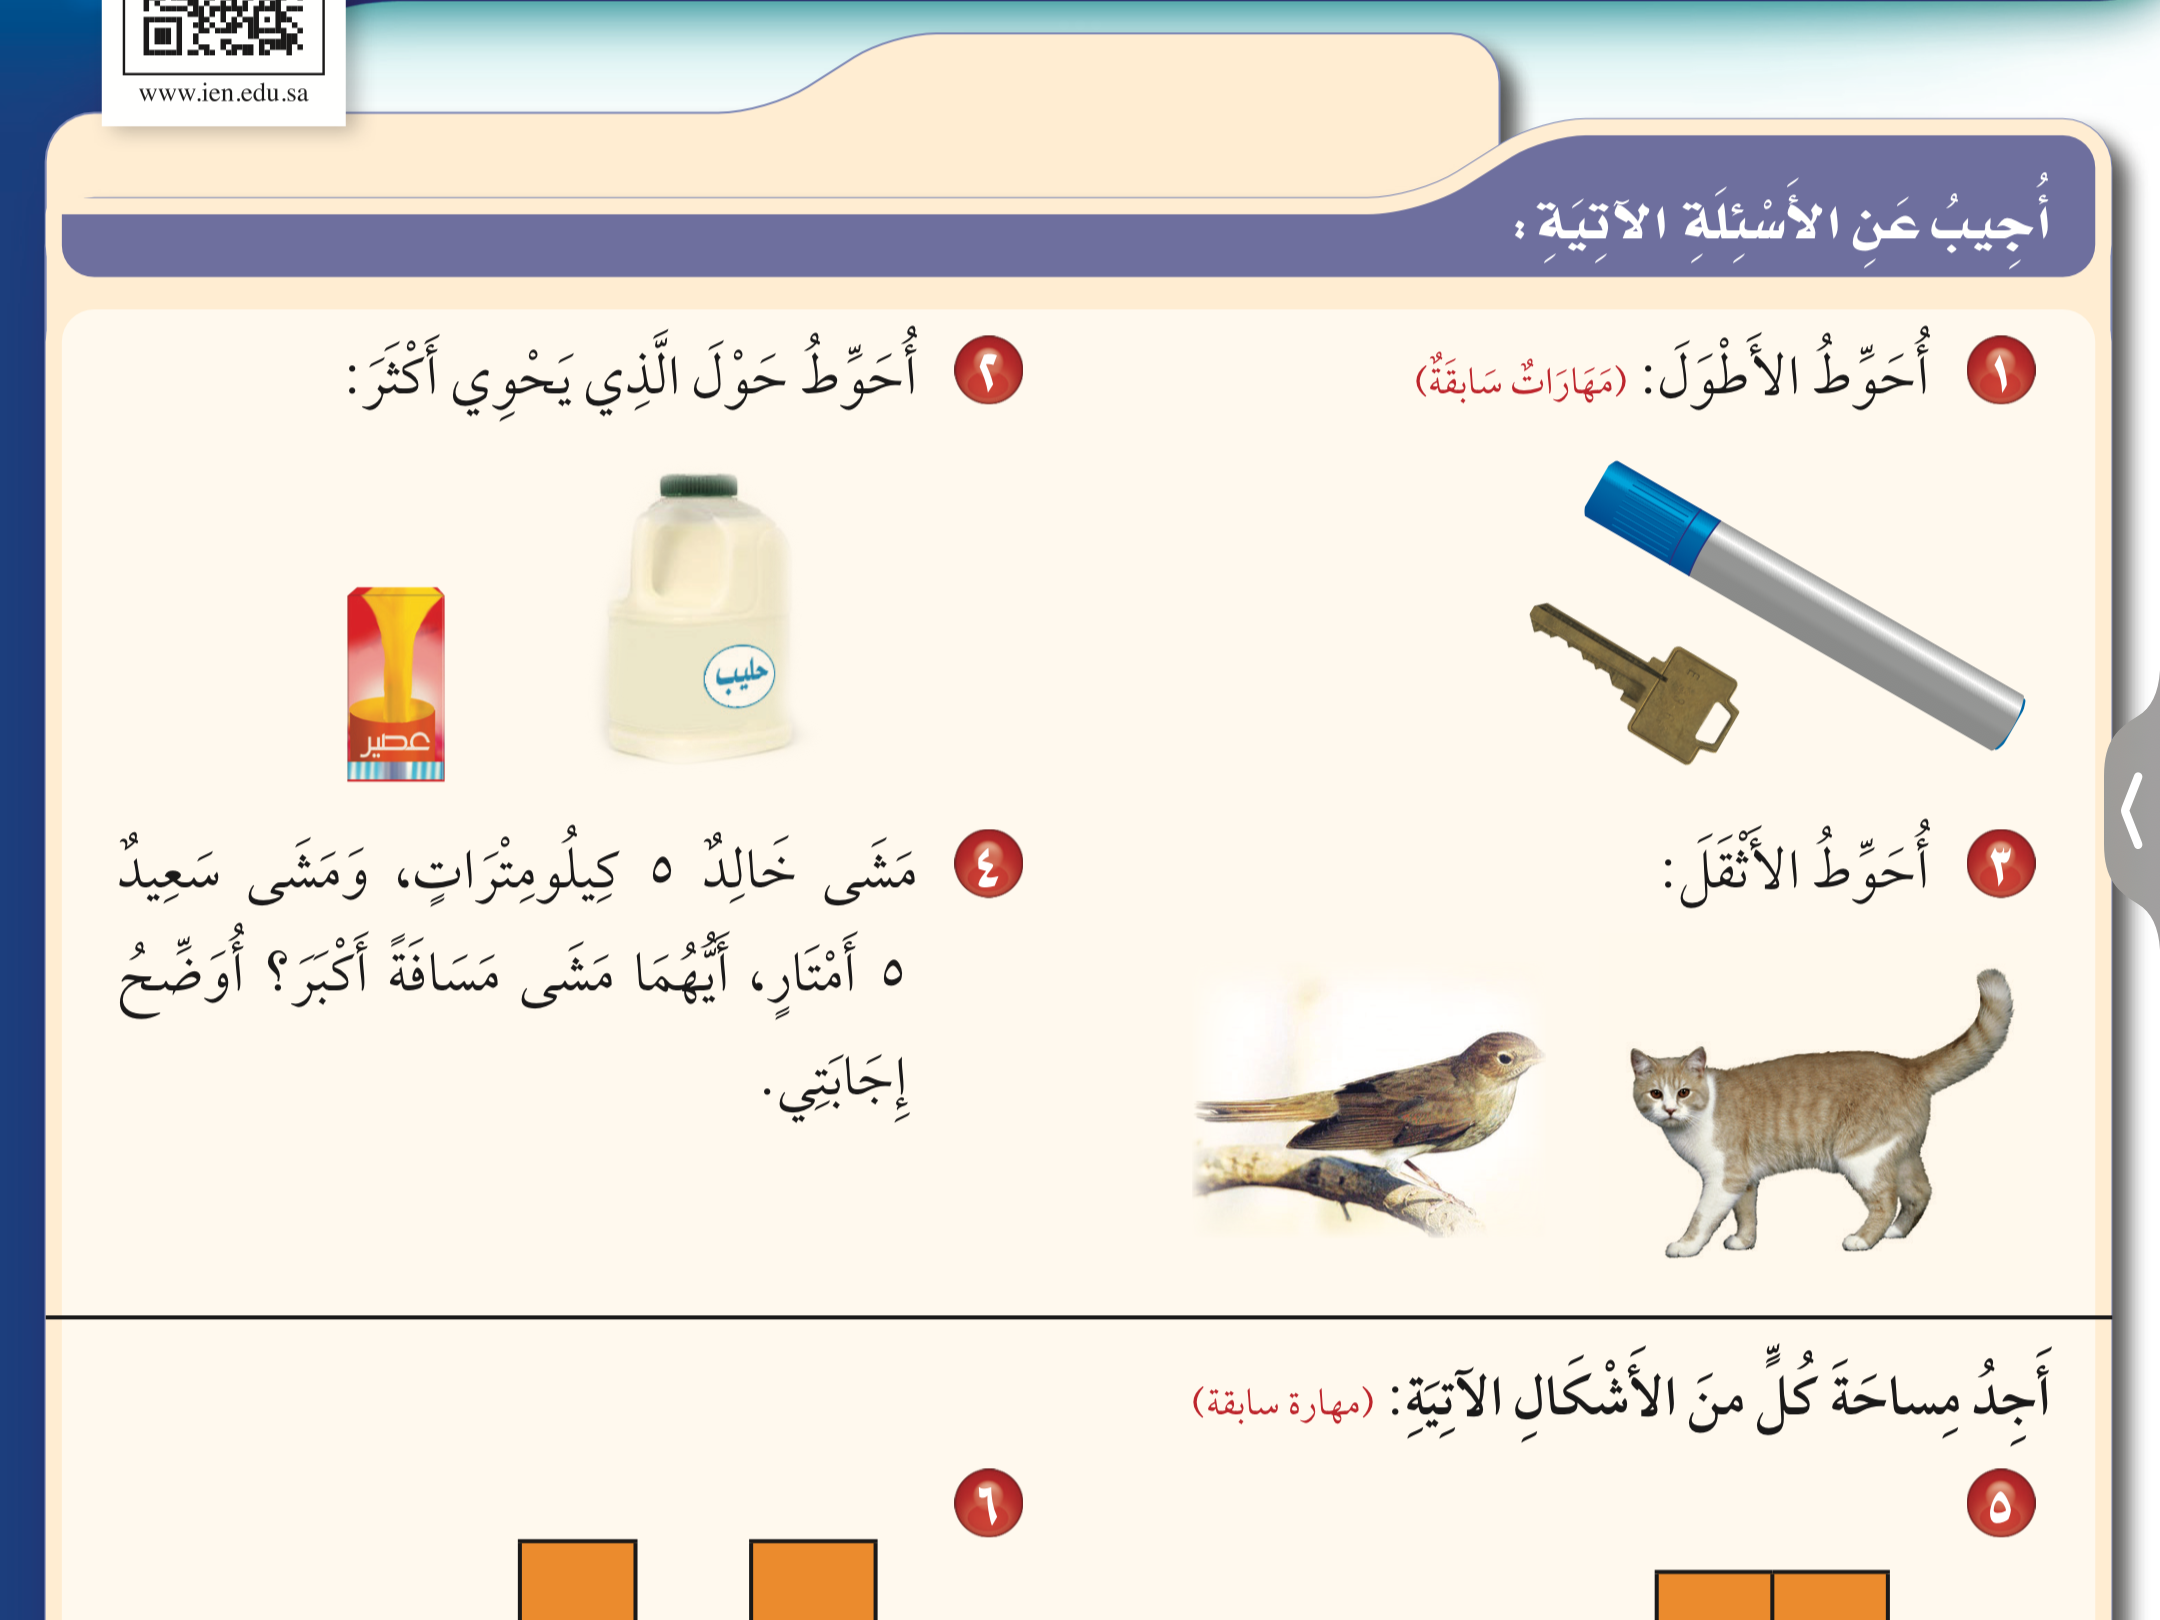 www.ien.edu.sa
أُجِيبُ عَنِ الأَسْئِلَةِ الآتِيَةِ :
١ أُحَوِّطُ الأَطْوَلَ: (مَهَارَاتٌ سَابقَةٌ)
٢ أُحَوِّطُ حَوْلَ الَّذِي يَحْوِي أَكْثَرَ:
حليب
عصير
٣ أُحَوِّطُ الأَثْقَلَ:
٤ مَشَى خَالِدٌ ٥ كِيلُومِتْرَاتٍ، وَمَشَى سَعِيدٌ
٥ أَمْتَارٍ، أَيُّهُمَا مَشَى مَسَافَةً أَكْبَرَ؟ أُوَضِّحُ
إِجَابَتِي.
أَجِدُ مِساحَةَ كُلٍّ منَ الأَشْكَالِ الآتِيَةِ: (مهارة سابقة)
٥
٦